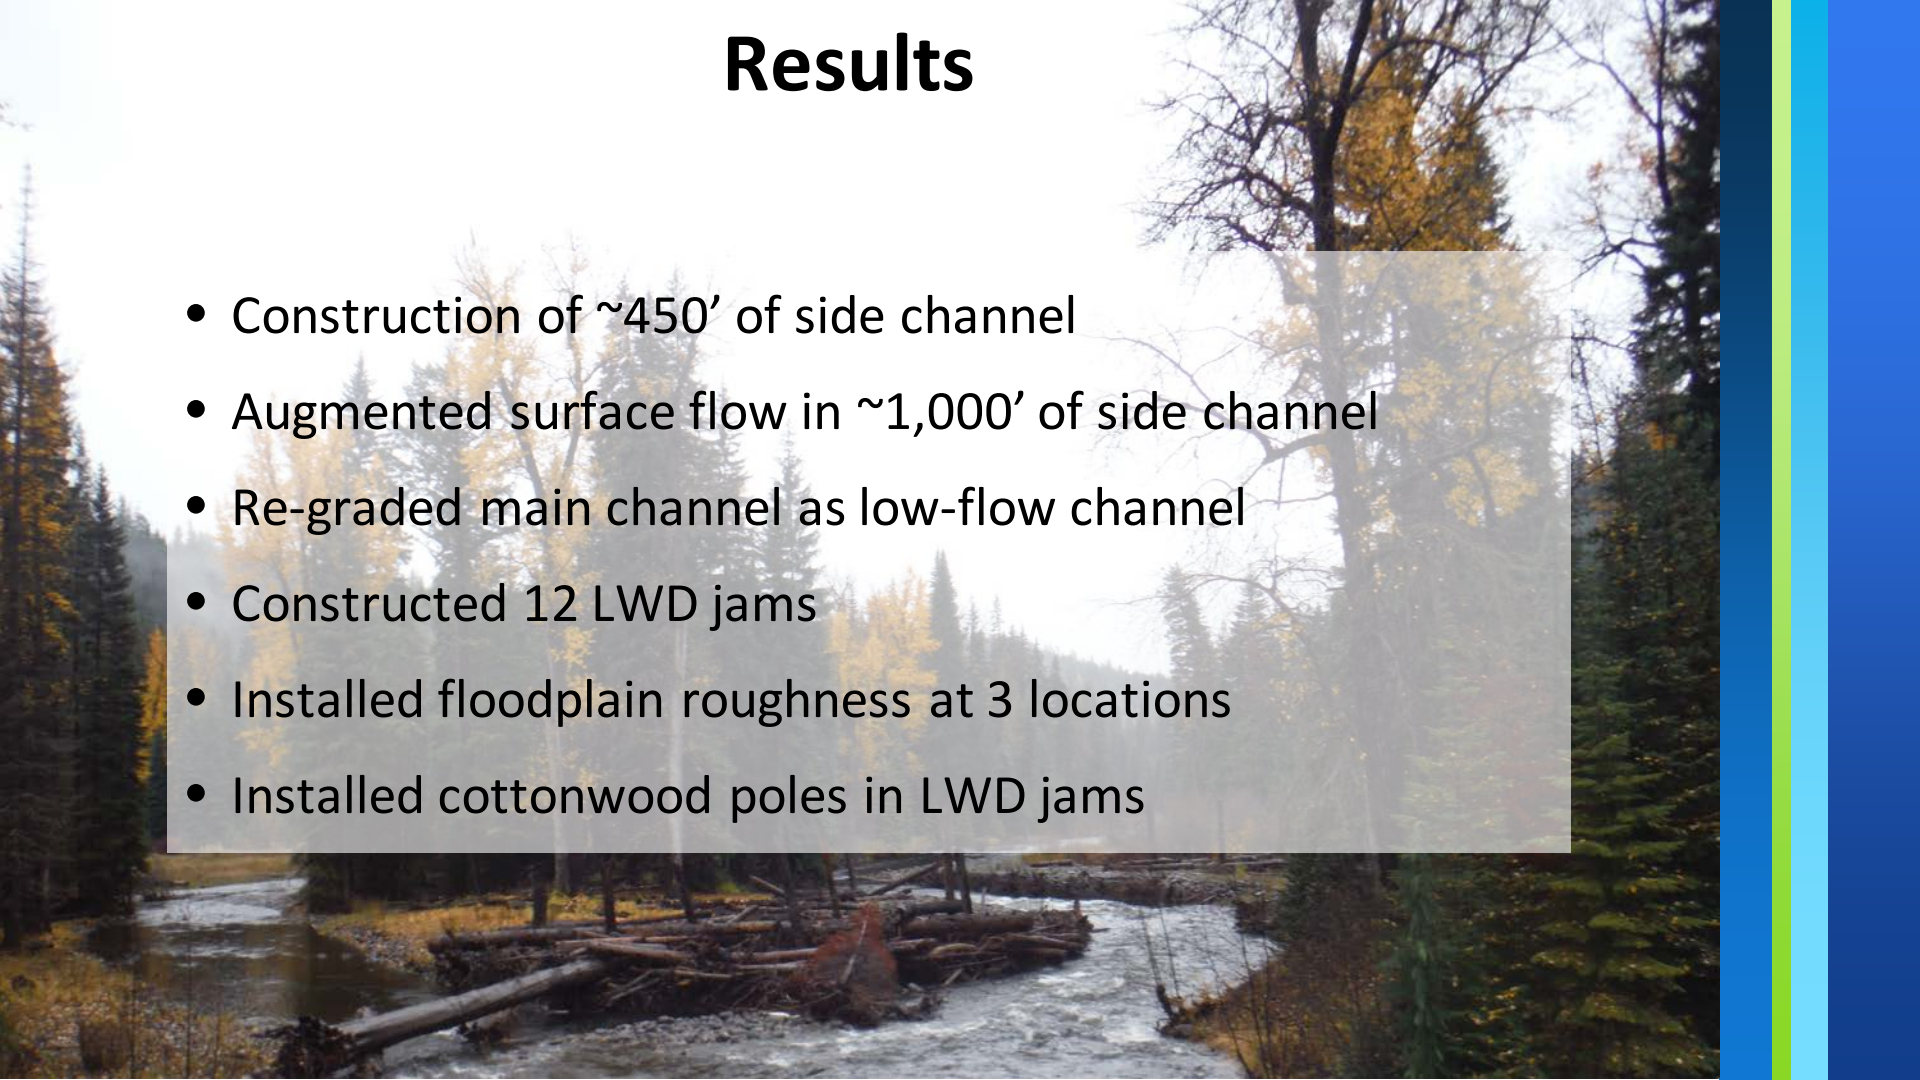 Results
• Construction of ~450’ of side channel
• Augmented surface flow in ~1,000’ of side channel
• Re-graded main channel as low-flow channel
• Constructed 12 LWD jams
• Installed floodplain roughness at 3 locations
• Installed cottonwood poles in LWD jams